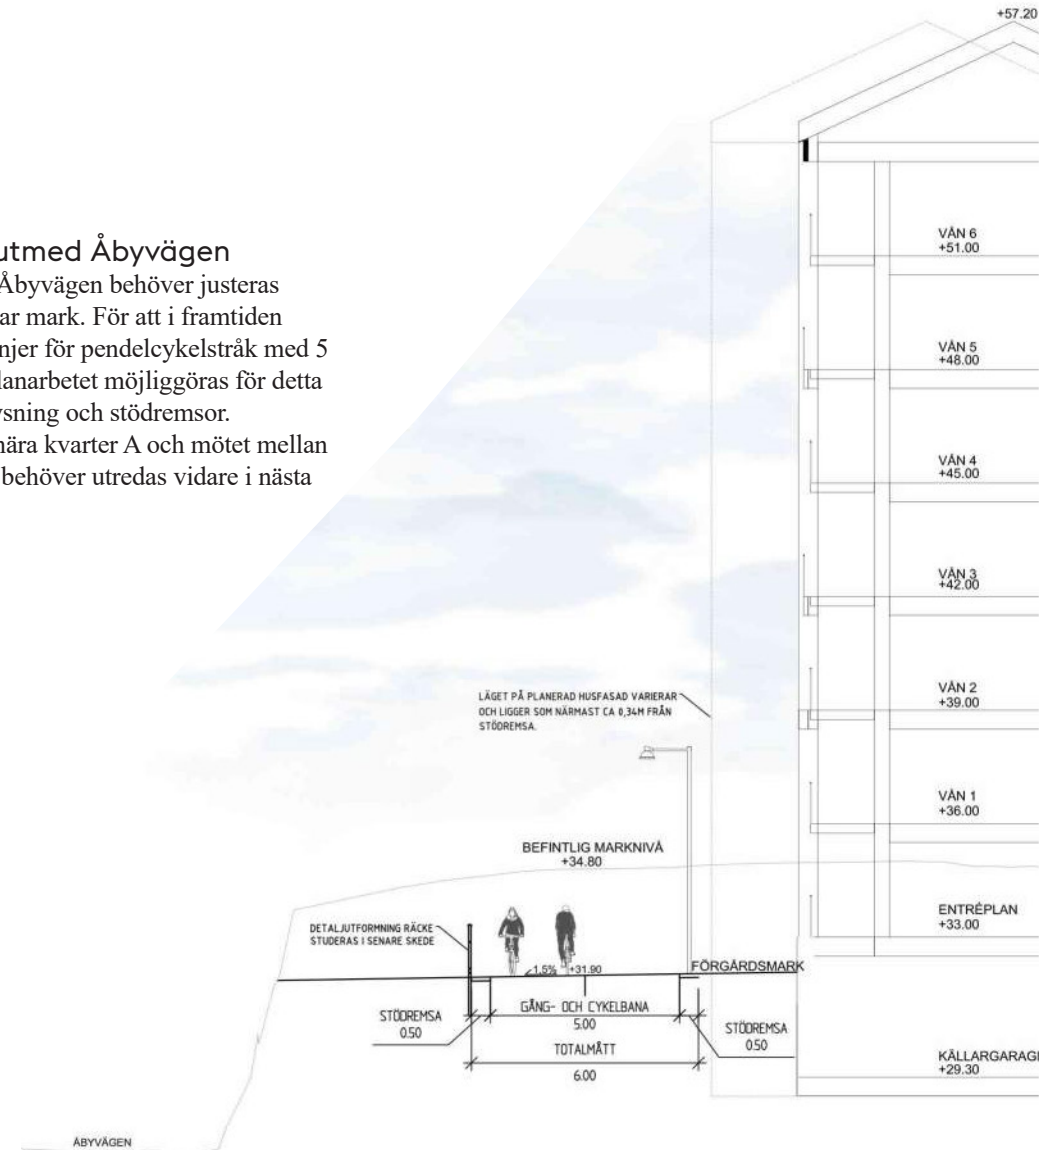 +57.20
utmed Åbyvägen
Åbyvägen behöver justeras
ar mark. För att i framtiden
njer för pendelcykelstråk med 5
lanarbetet möjliggöras för detta
ysning och stödremsor.
nära kvarter A och mötet mellan
behöver utredas vidare i nästa
VÅN 6
+51.00
VÅN 5
+48.00
VÅN 4
+45.00
VÅN 3
+42.00
VÅN 2
+39.00
LÄGET PÅ PLANERAD HUSFASAD VARIERAR
OCH LIGGER SOM NÄRMAST CA 0,34M FRÅN
STÖDREMSA.
VÅN 1
+36.00
BEFINTLIG MARKNIVÅ
+34.80
ENTRÉPLAN
+33.00
DETALJUTFORMNING RÄCKE
STUDERAS I SENARE SKEDE
1,5% +31.90
FÖRGÅRDSMARK
STÖDREMSA
0.50
GÅNG- OCH CYKELBANA
5.00
STÖDREMSA
0.50
TOTALMÅTT
6.00
KÄLLARGARAGE
+29.30
ÅBYVÄGEN